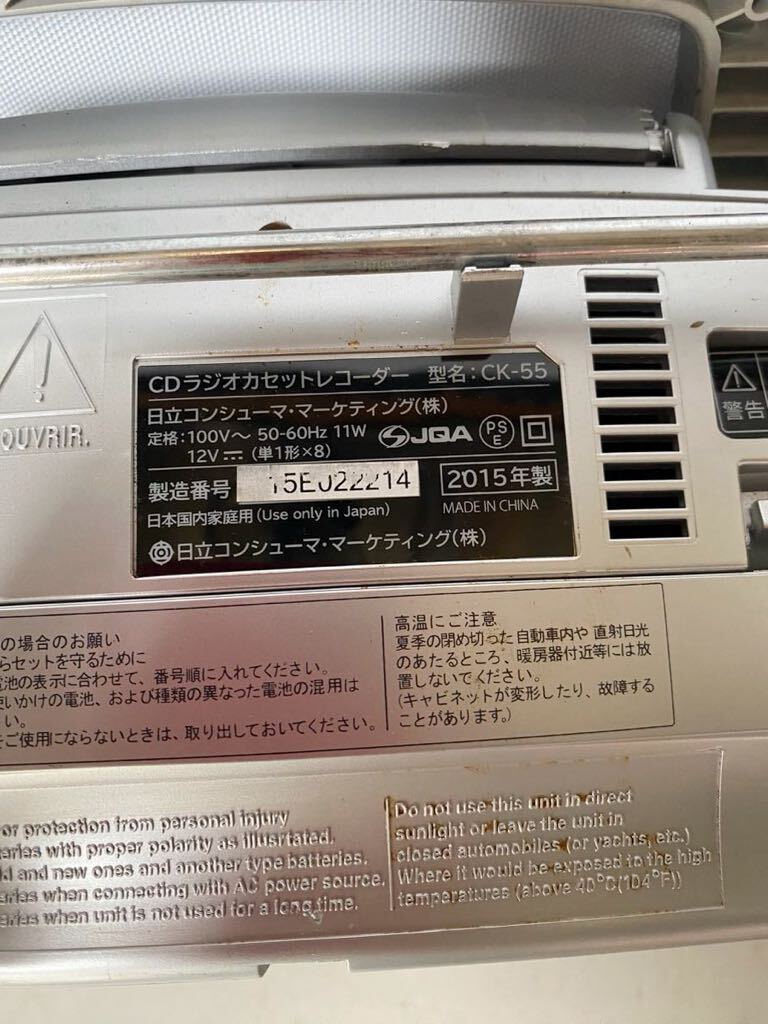 OUVRIR.
CDラジオカセットレコーダー 型名:CK-55
日立コンシューマ・マーケティング(株)
定格:100V～ 50-60Hz 11W
12V⎓ (単1形×8)
JQA
PS
E
製造番号 15E022214
2015年製
日本国内家庭用(Use only in Japan)
MADE IN CHINA
日立コンシューマ・マーケティング(株)
警告
の場合のお願い
らセットを守るために
電池の表示に合わせて、番号順に入れてください。
使いかけの電池、および種類の異なった電池の混用は
い。
をご使用にならないときは、取り出しておいてください。
高温にご注意
夏季の閉め切った自動車内や 直射日光
のあたるところ、暖房器付近等には放
置しないでください。
(キャビネットが変形したり、故障する
ことがあります。)
or protection from personal injury
eries with proper polarity as illusrtated.
ld and new ones and another type batteries.
eries when connecting with AC power source.
eries when unit is not used for a long time.
Do not use this unit in direct
sunlight or leave the unit in
closed automobiles (or yachts, etc.)
Where it would be exposed to the high
temperatures (above 40°C(104°F))